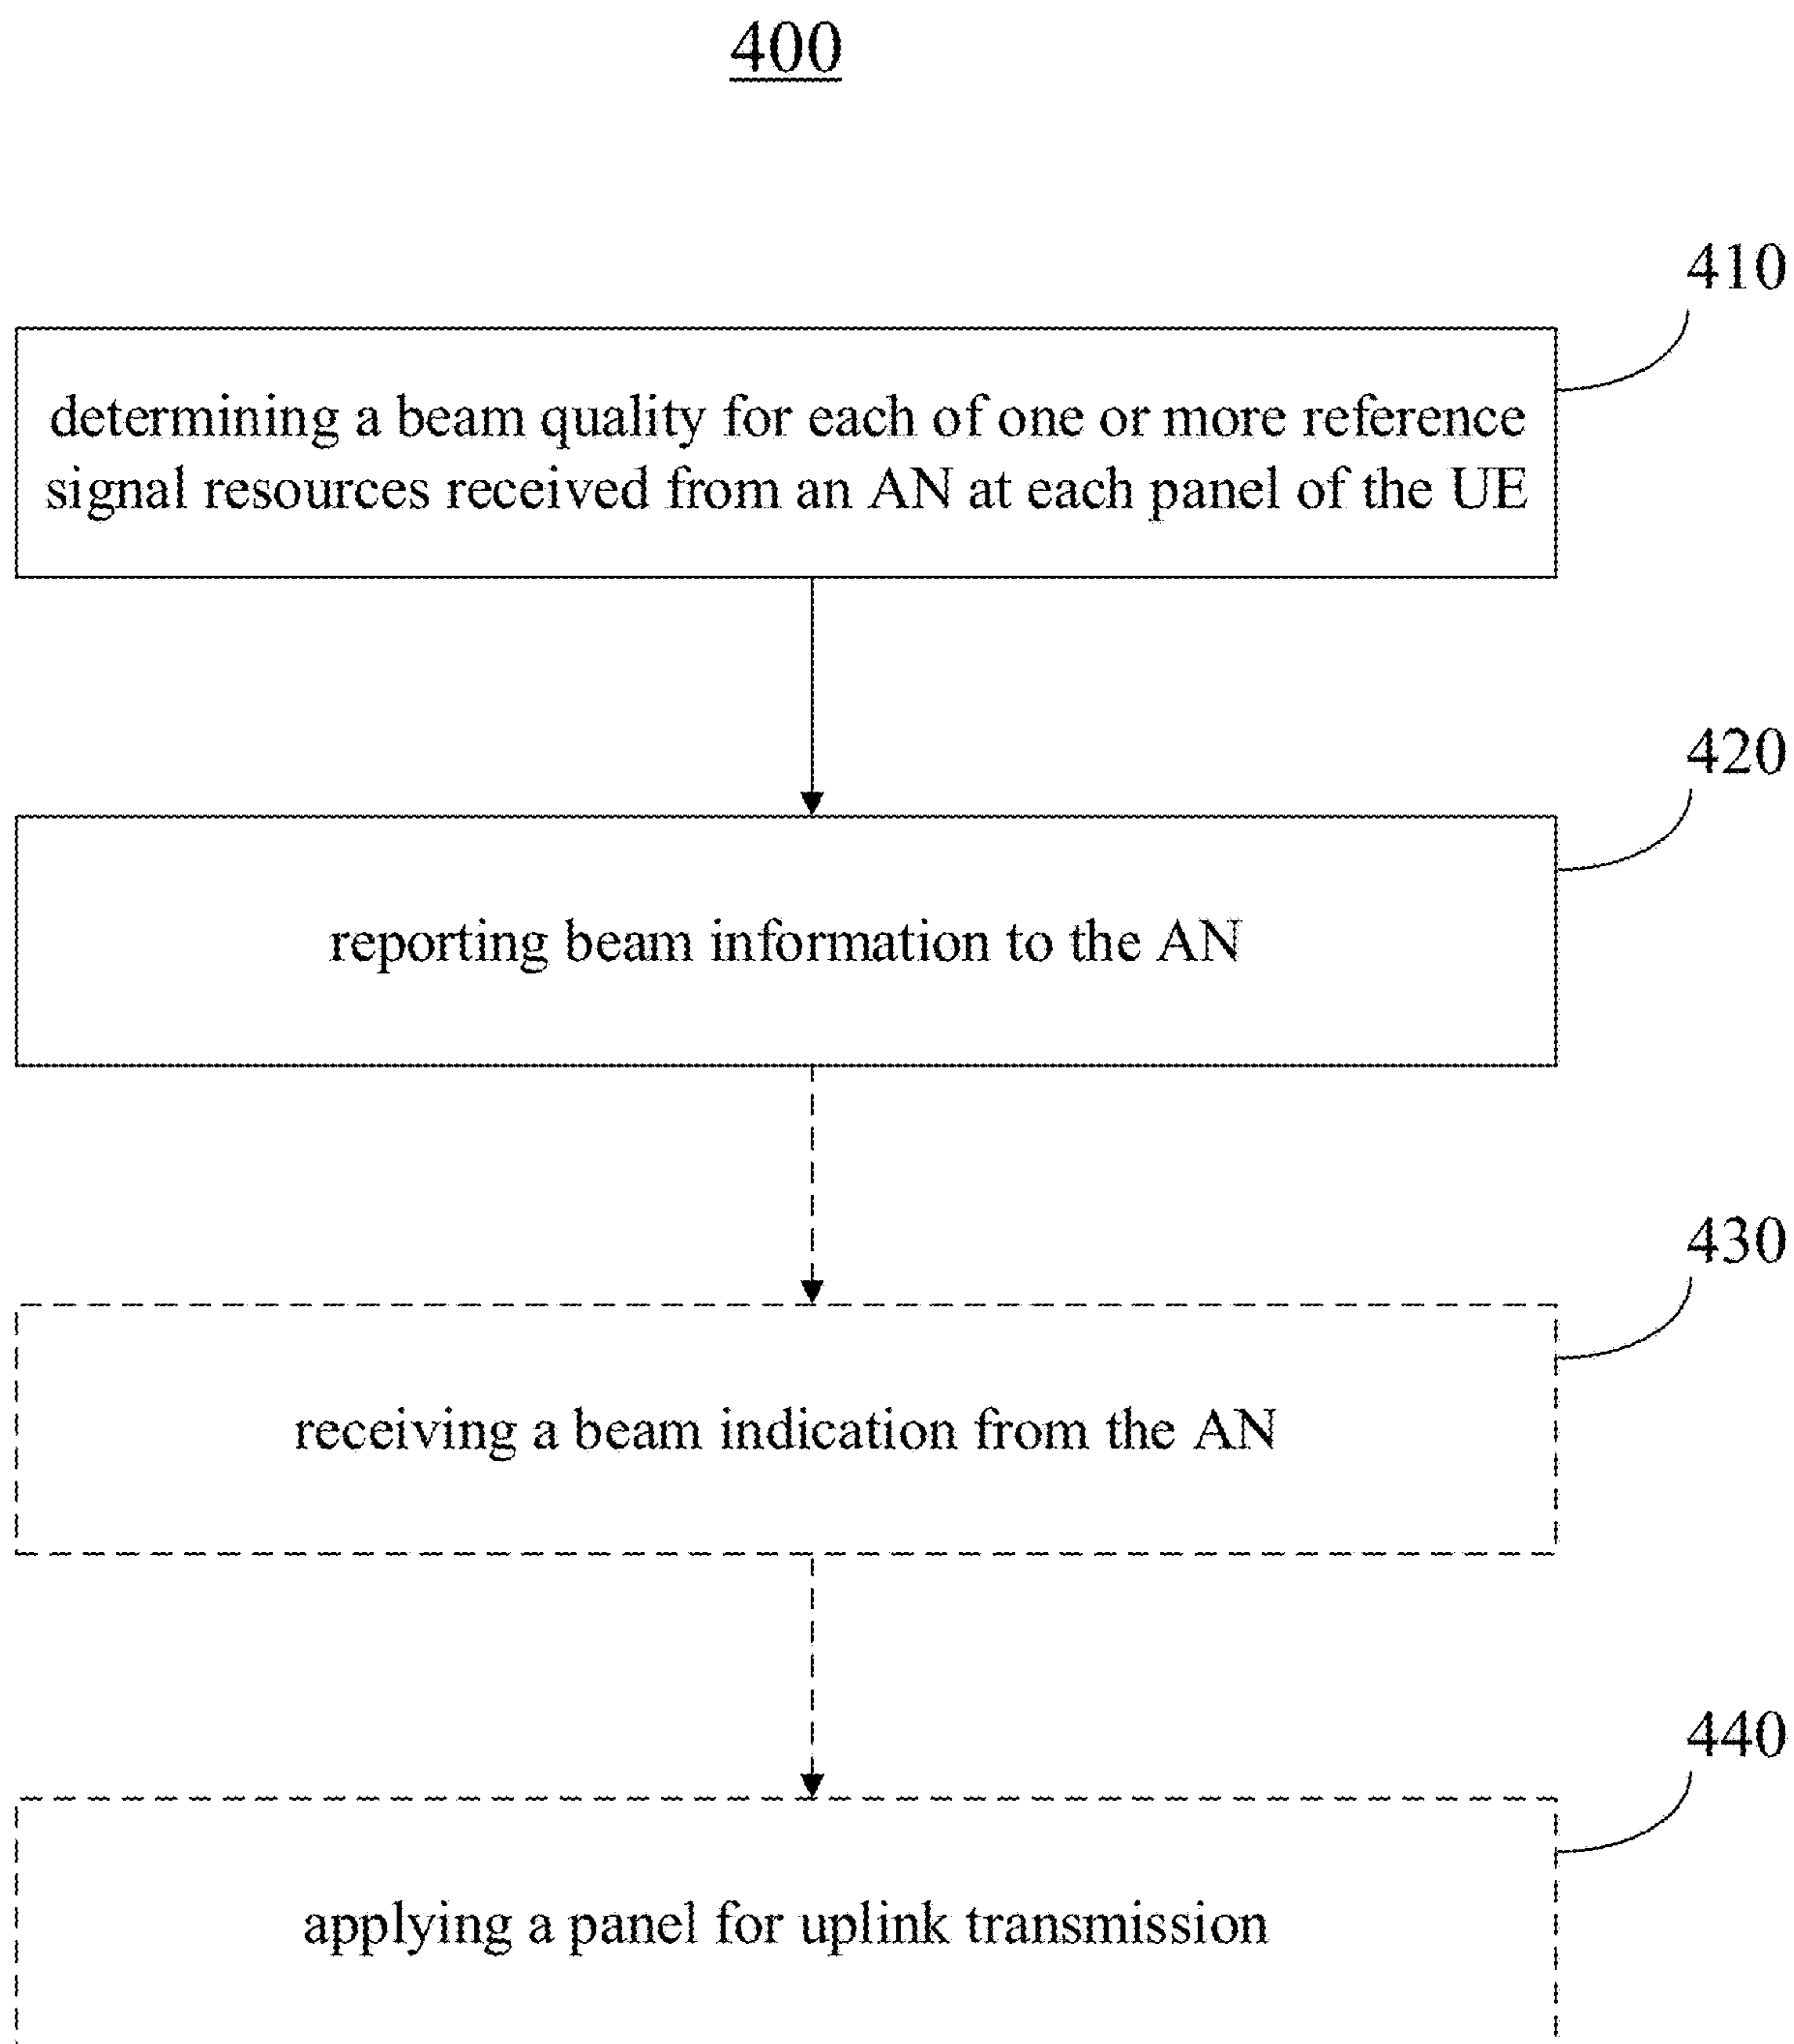 400
410
determining a beam quality for each of one or more reference
signal resources received from an AN at each panel of the UE
420
reporting beam information to the AN
430
receiving a beam indication from the AN
440
applying a panel for uplink transmission